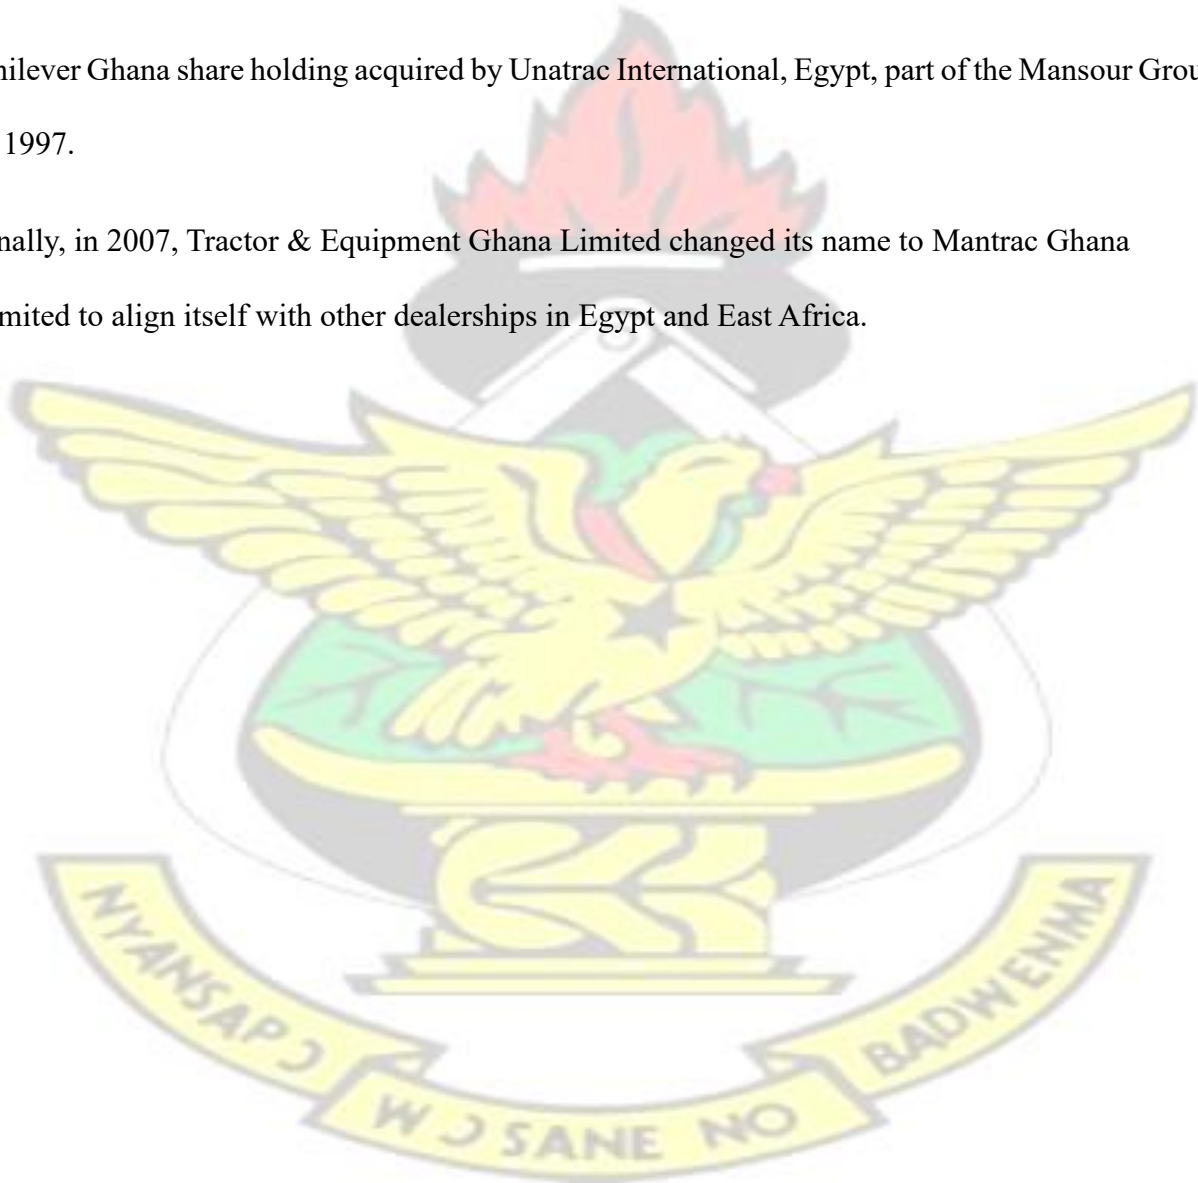 nilever Ghana share holding acquired by Unatrac International, Egypt, part of the Mansour Grou
1997.
nally, in 2007, Tractor & Equipment Ghana Limited changed its name to Mantrac Ghana
mited to align itself with other dealerships in Egypt and East Africa.
NYANSAPƆ
WƆSANE NO
BADWENMA